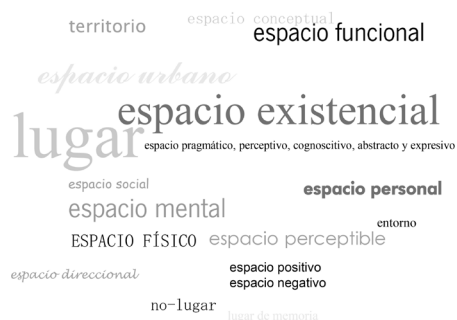 espacio conceptual
territorio
espacio funcional
espacio urbano
espacio existencial
lugar
espacio pragmático, perceptivo, cognoscitivo, abstracto y expresivo
espacio social
espacio personal
espacio mental
entorno
ESPACIO FÍSICO
espacio perceptible
espacio direccional
espacio positivo
espacio negativo
no-lugar
lugar de memoria